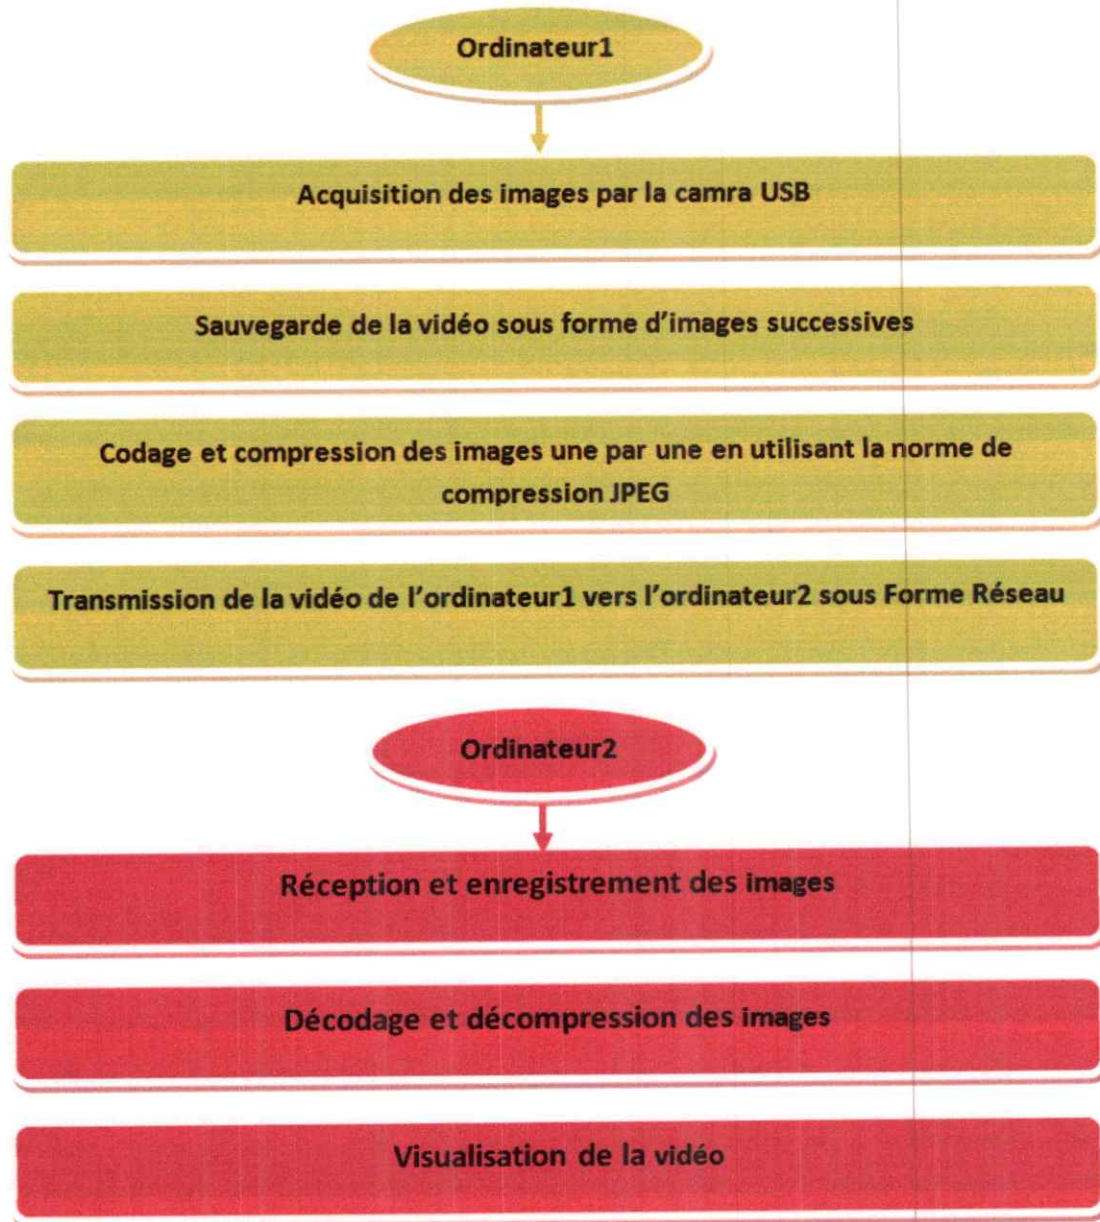 Ordinateur1
Acquisition des images par la camra USB
Sauvegarde de la vidéo sous forme d'images successives
Codage et compression des images une par une en utilisant la norme de
compression JPEG
Transmission de la vidéo de l'ordinateur1 vers l'ordinateur2 sous Forme Réseau
Ordinateur2
Réception et enregistrement des images
Décodage et décompression des images
Visualisation de la vidéo